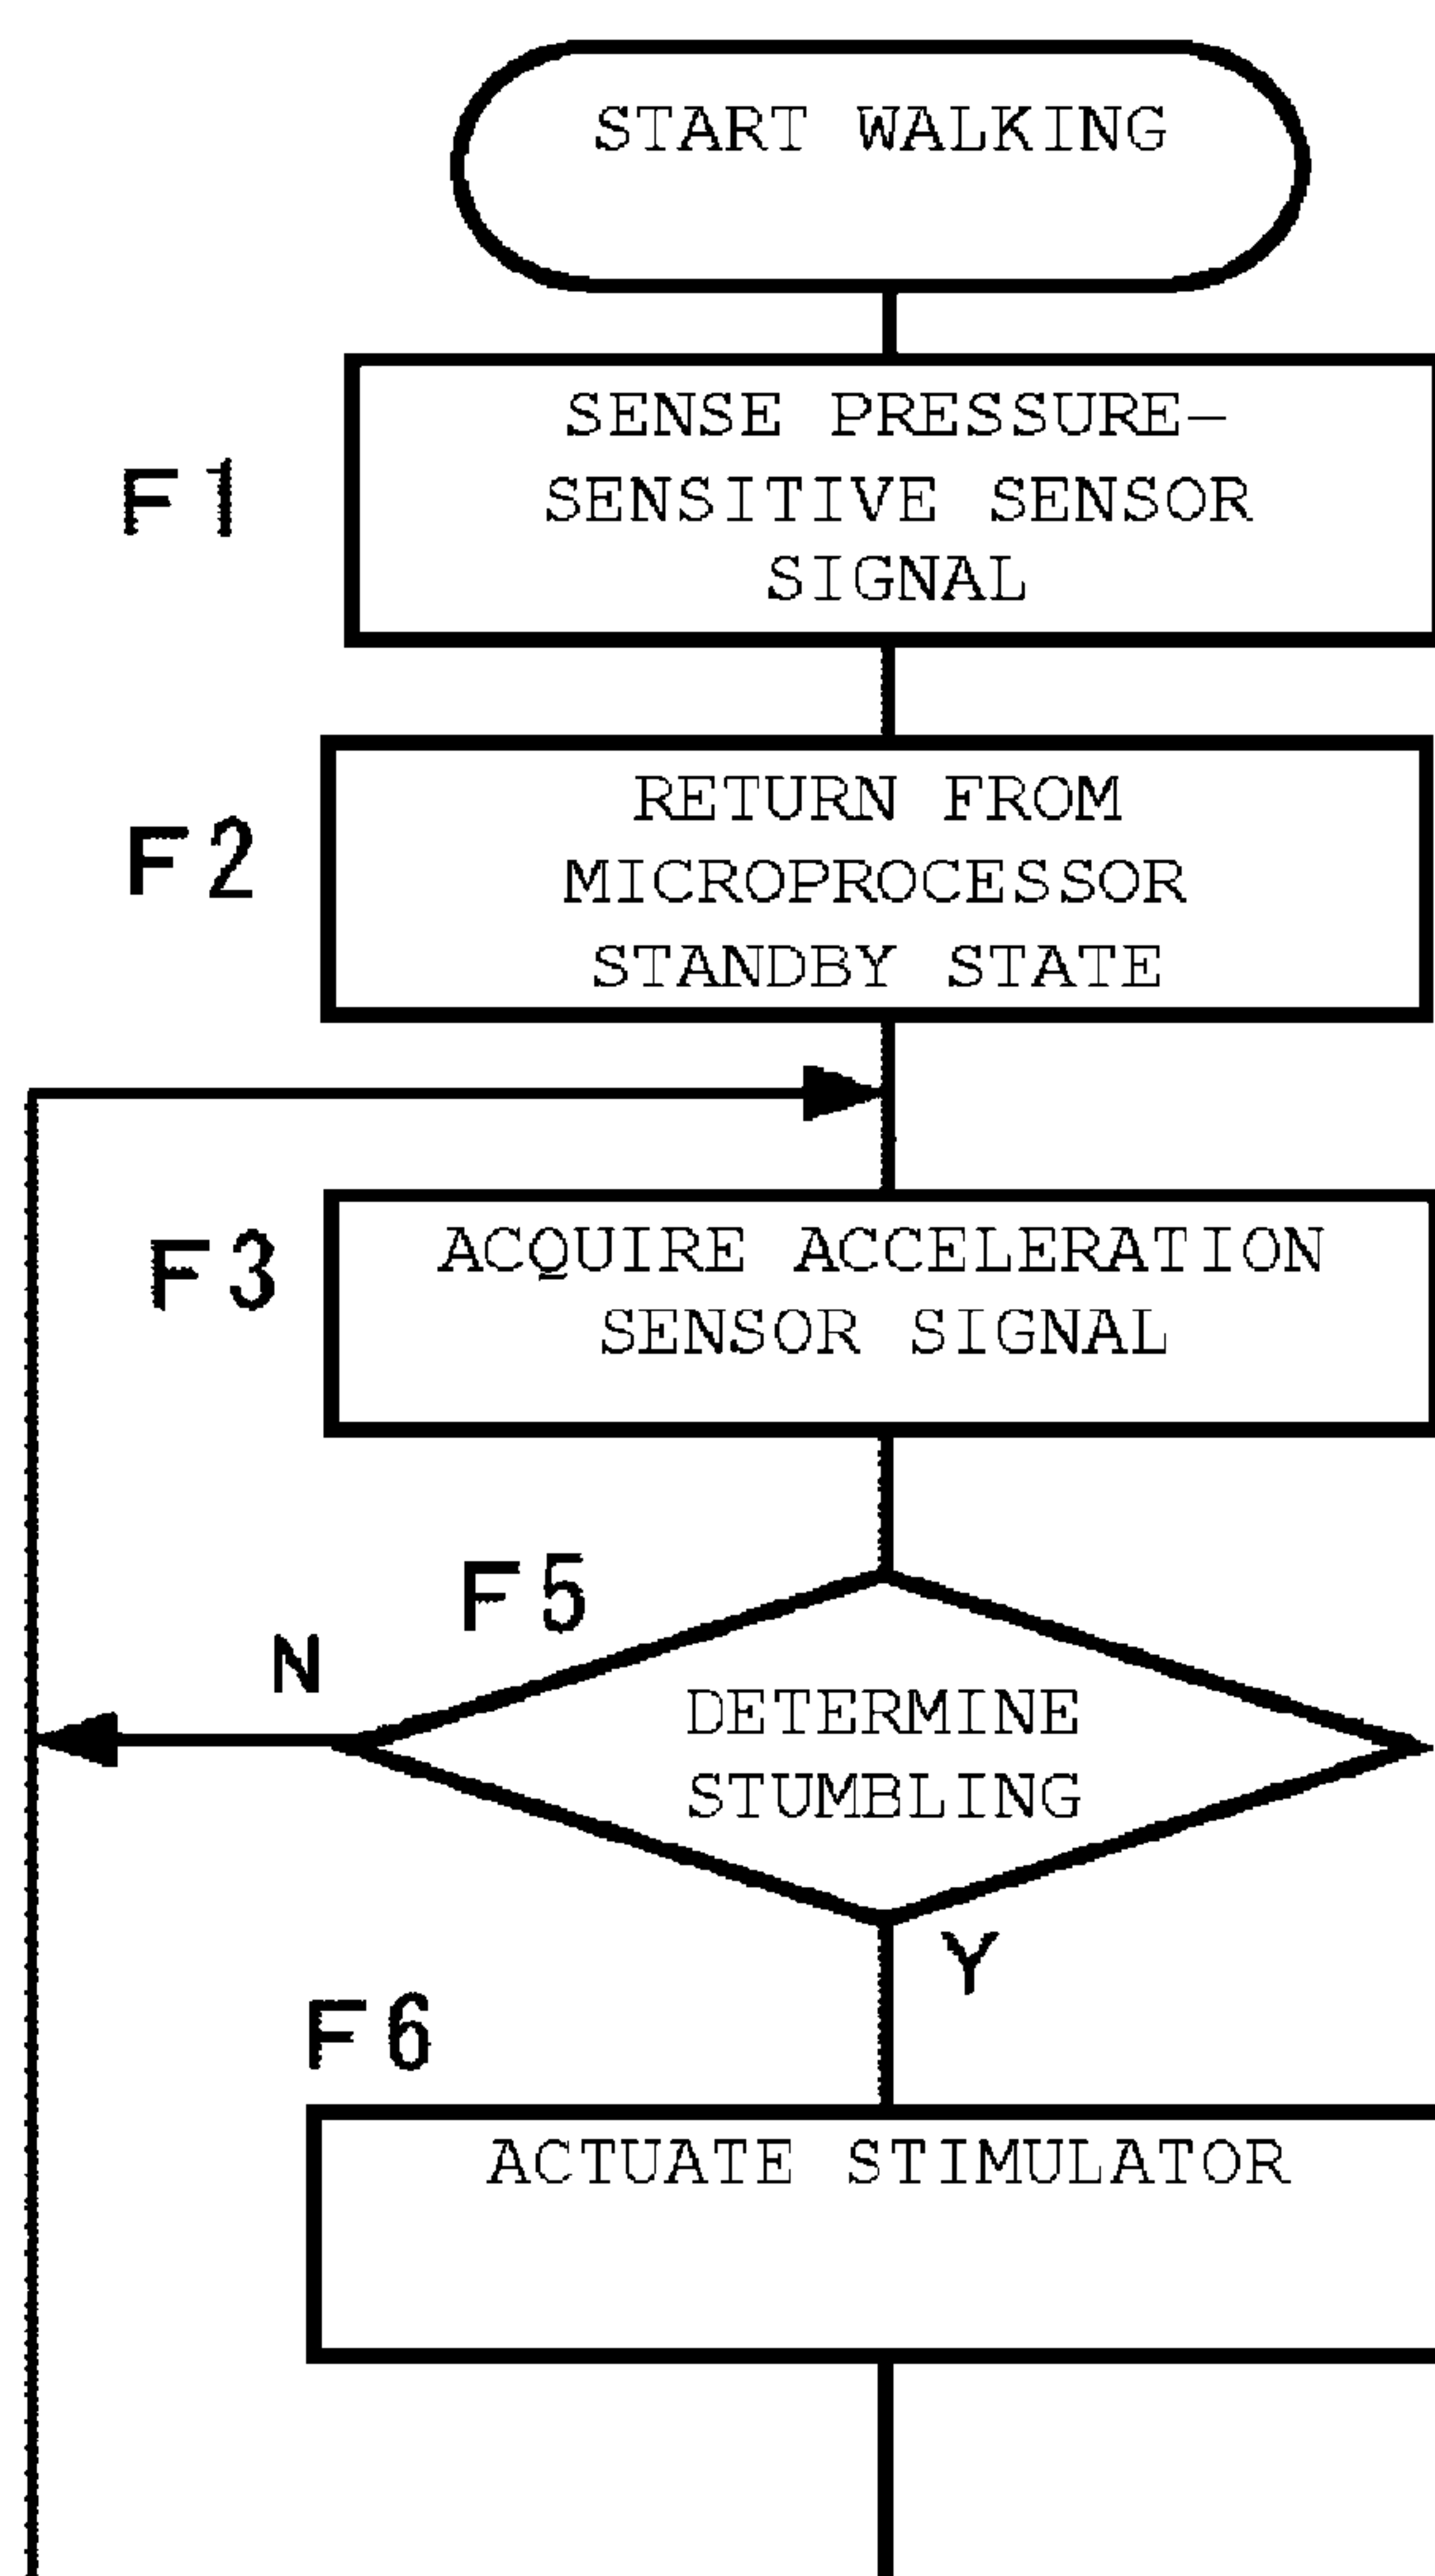 START WALKING
F1
SENSE PRESSURE-
SENSITIVE SENSOR
SIGNAL
F2
RETURN FROM
MICROPROCESSOR
STANDBY STATE
F3
ACQUIRE ACCELERATION
SENSOR SIGNAL
F5
N
DETERMINE
STUMBLING
Y
F6
ACTUATE STIMULATOR